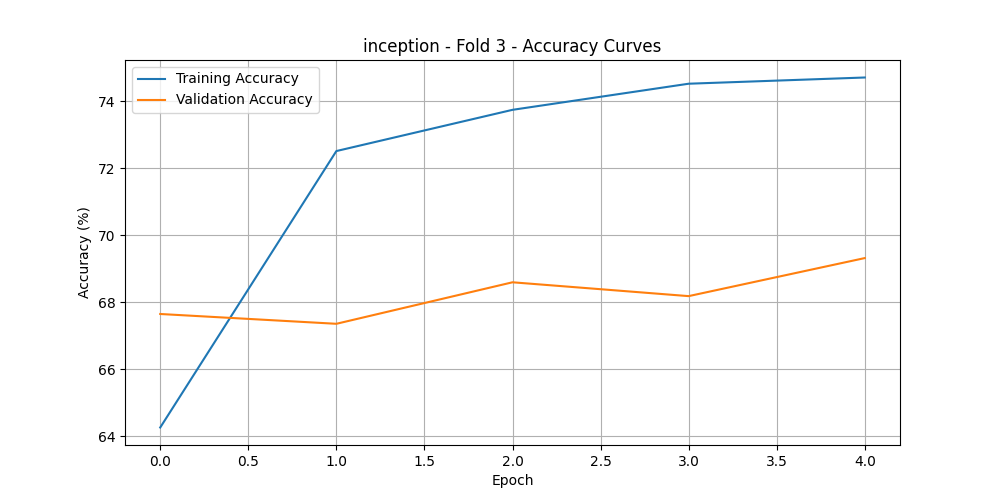 inception - Fold 3 - Accuracy Curves
Training Accuracy
Validation Accuracy
Accuracy (%)
74
72
70
68
66
64
0.0 0.5 1.0 1.5 2.0 2.5 3.0 3.5 4.0
Epoch